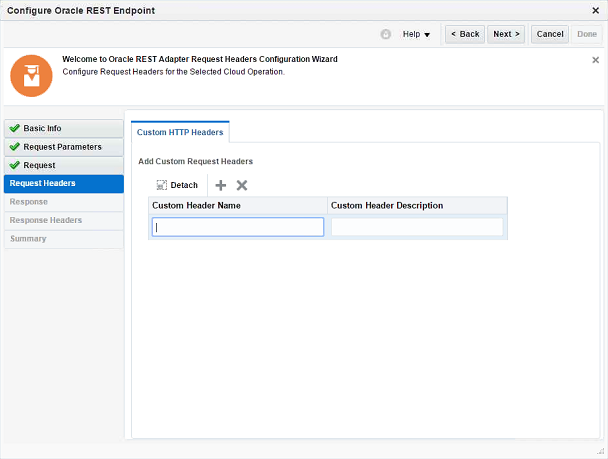 Configure Oracle REST Endpoint
Help
< Back
Next >
Cancel
Done
Welcome to Oracle REST Adapter Request Headers Configuration Wizard
Configure Request Headers for the Selected Cloud Operation.
Basic Info
Request Parameters
Request
Request Headers
Response
Response Headers
Summary
Custom HTTP Headers
Add Custom Request Headers
Detach
Custom Header Name
Custom Header Description